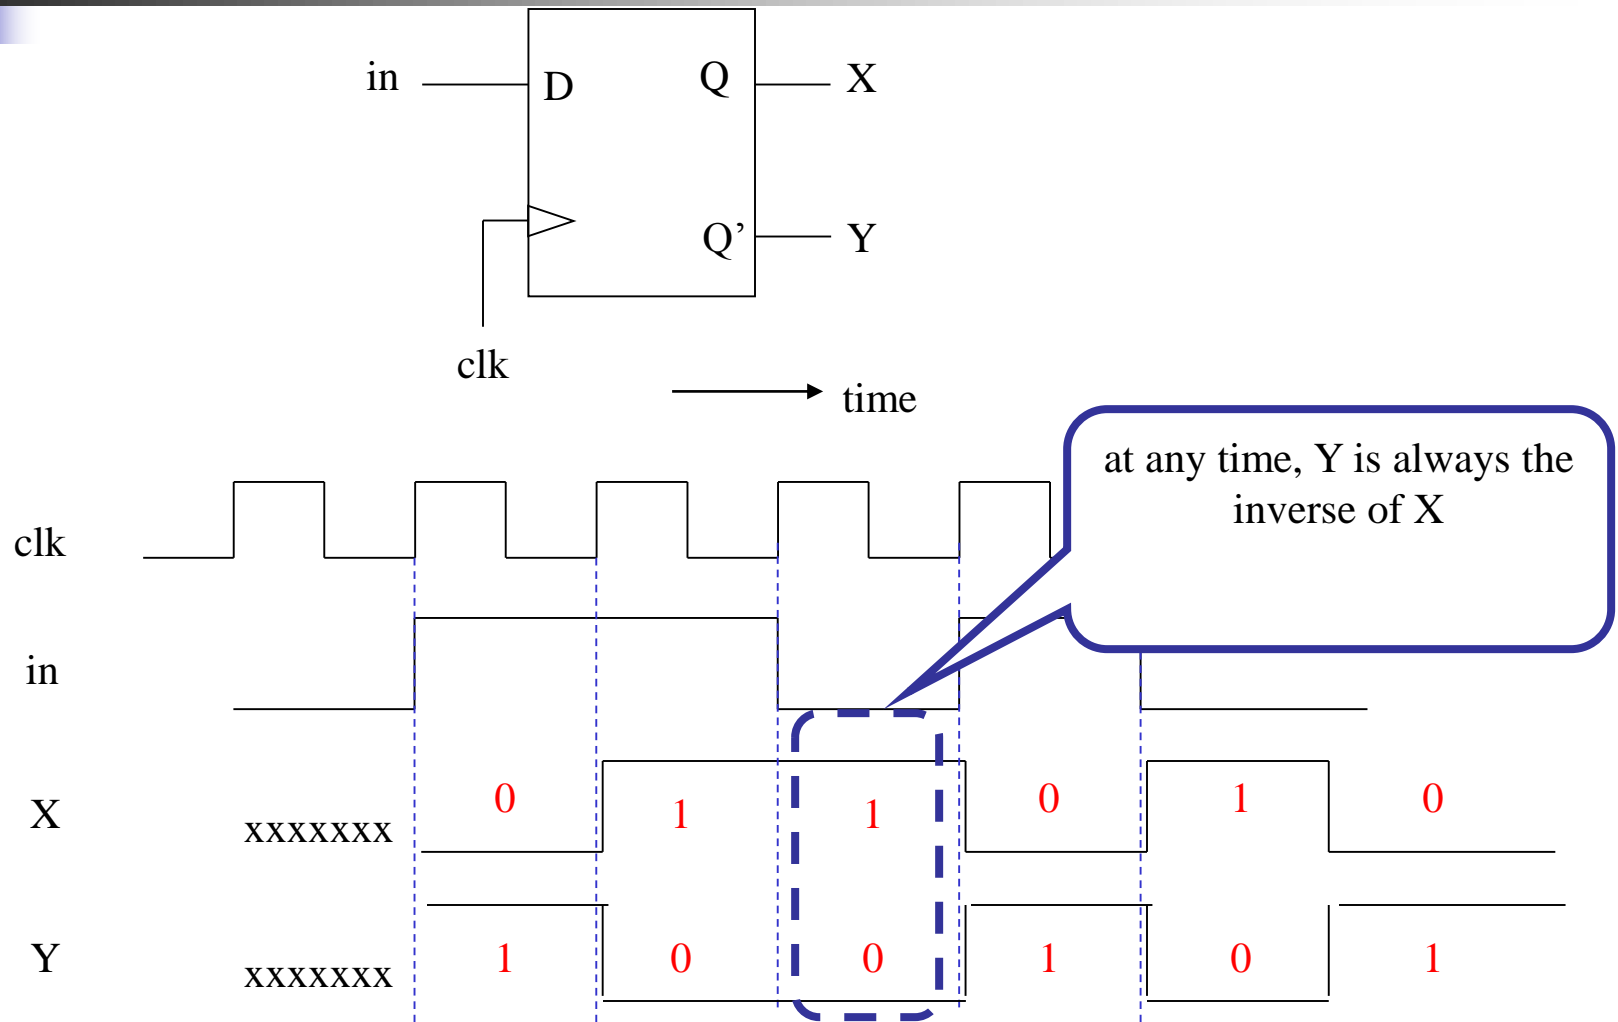 in D Q X
Q’ Y
clk
time
at any time, Y is always the
inverse of X
clk
in
X xxxxxxx 0 1 1 0 1 0
Y xxxxxxx 1 0 0 1 0 1